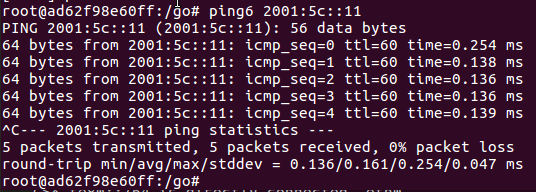 root@ad62f98e60ff:/go# ping6 2001:5c::11
PING 2001:5c::11 (2001:5c::11): 56 data bytes
64 bytes from 2001:5c::11: icmp_seq=0 ttl=60 time=0.254 ms
64 bytes from 2001:5c::11: icmp_seq=1 ttl=60 time=0.138 ms
64 bytes from 2001:5c::11: icmp_seq=2 ttl=60 time=0.136 ms
64 bytes from 2001:5c::11: icmp_seq=3 ttl=60 time=0.136 ms
64 bytes from 2001:5c::11: icmp_seq=4 ttl=60 time=0.139 ms
^C--- 2001:5c::11 ping statistics ---
5 packets transmitted, 5 packets received, 0% packet loss
round-trip min/avg/max/stddev = 0.136/0.161/0.254/0.047 ms
root@ad62f98e60ff:/go#